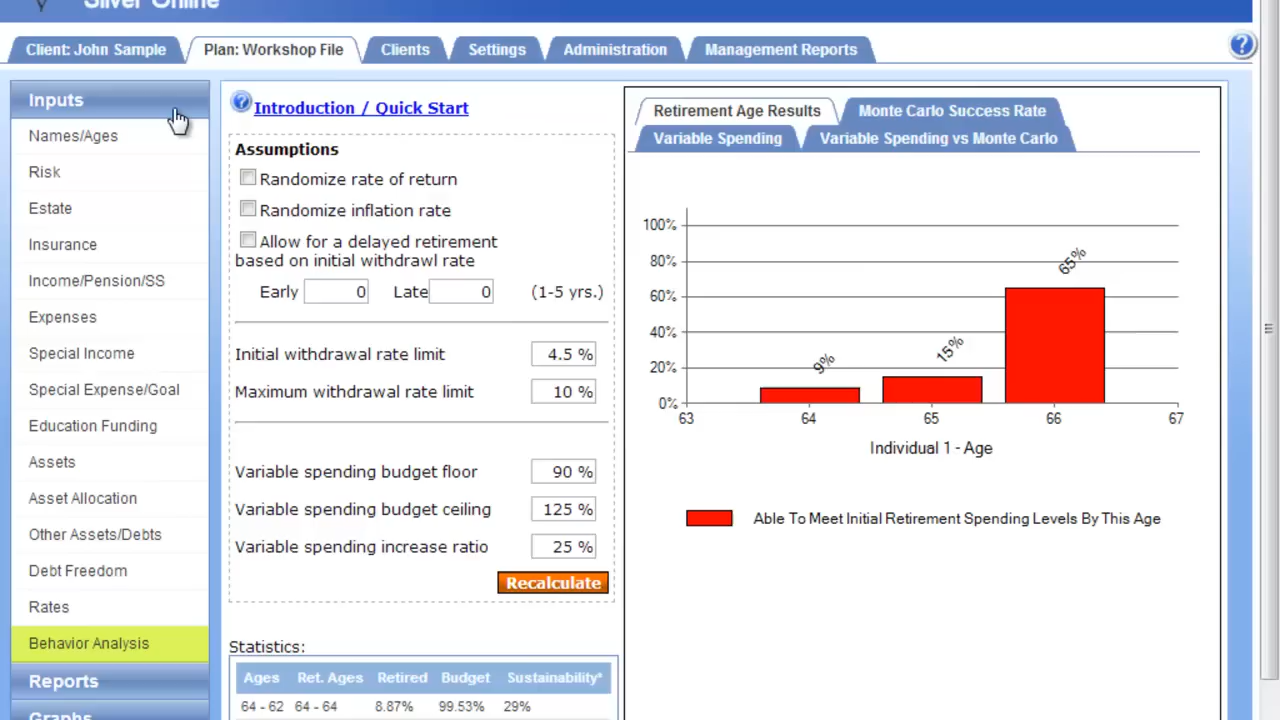 Silver Online
Client: John Sample
Plan: Workshop File
Clients
Settings
Administration
Management Reports
Inputs
Names/Ages
Risk
Estate
Insurance
Income/Pension/SS
Expenses
Special Income
Special Expense/Goal
Education Funding
Assets
Asset Allocation
Other Assets/Debts
Debt Freedom
Rates
Behavior Analysis
Reports
Graphs
Introduction / Quick Start
Assumptions
Randomize rate of return
Randomize inflation rate
Allow for a delayed retirement
based on initial withdrawl rate
Early 0 Late 0 (1-5 yrs.)
Initial withdrawal rate limit 4.5 %
Maximum withdrawal rate limit 10 %
Variable spending budget floor 90 %
Variable spending budget ceiling 125 %
Variable spending increase ratio 25 %
Recalculate
Statistics:
Ages Ret. Ages Retired Budget Sustainability*
64 - 62 64 - 64 8.87% 99.53% 29%
Retirement Age Results
Monte Carlo Success Rate
Variable Spending
Variable Spending vs Monte Carlo
100%
80%
60%
40%
20%
0%
9%
15%
65%
63 64 65 66 67
Individual 1 - Age
Able To Meet Initial Retirement Spending Levels By This Age